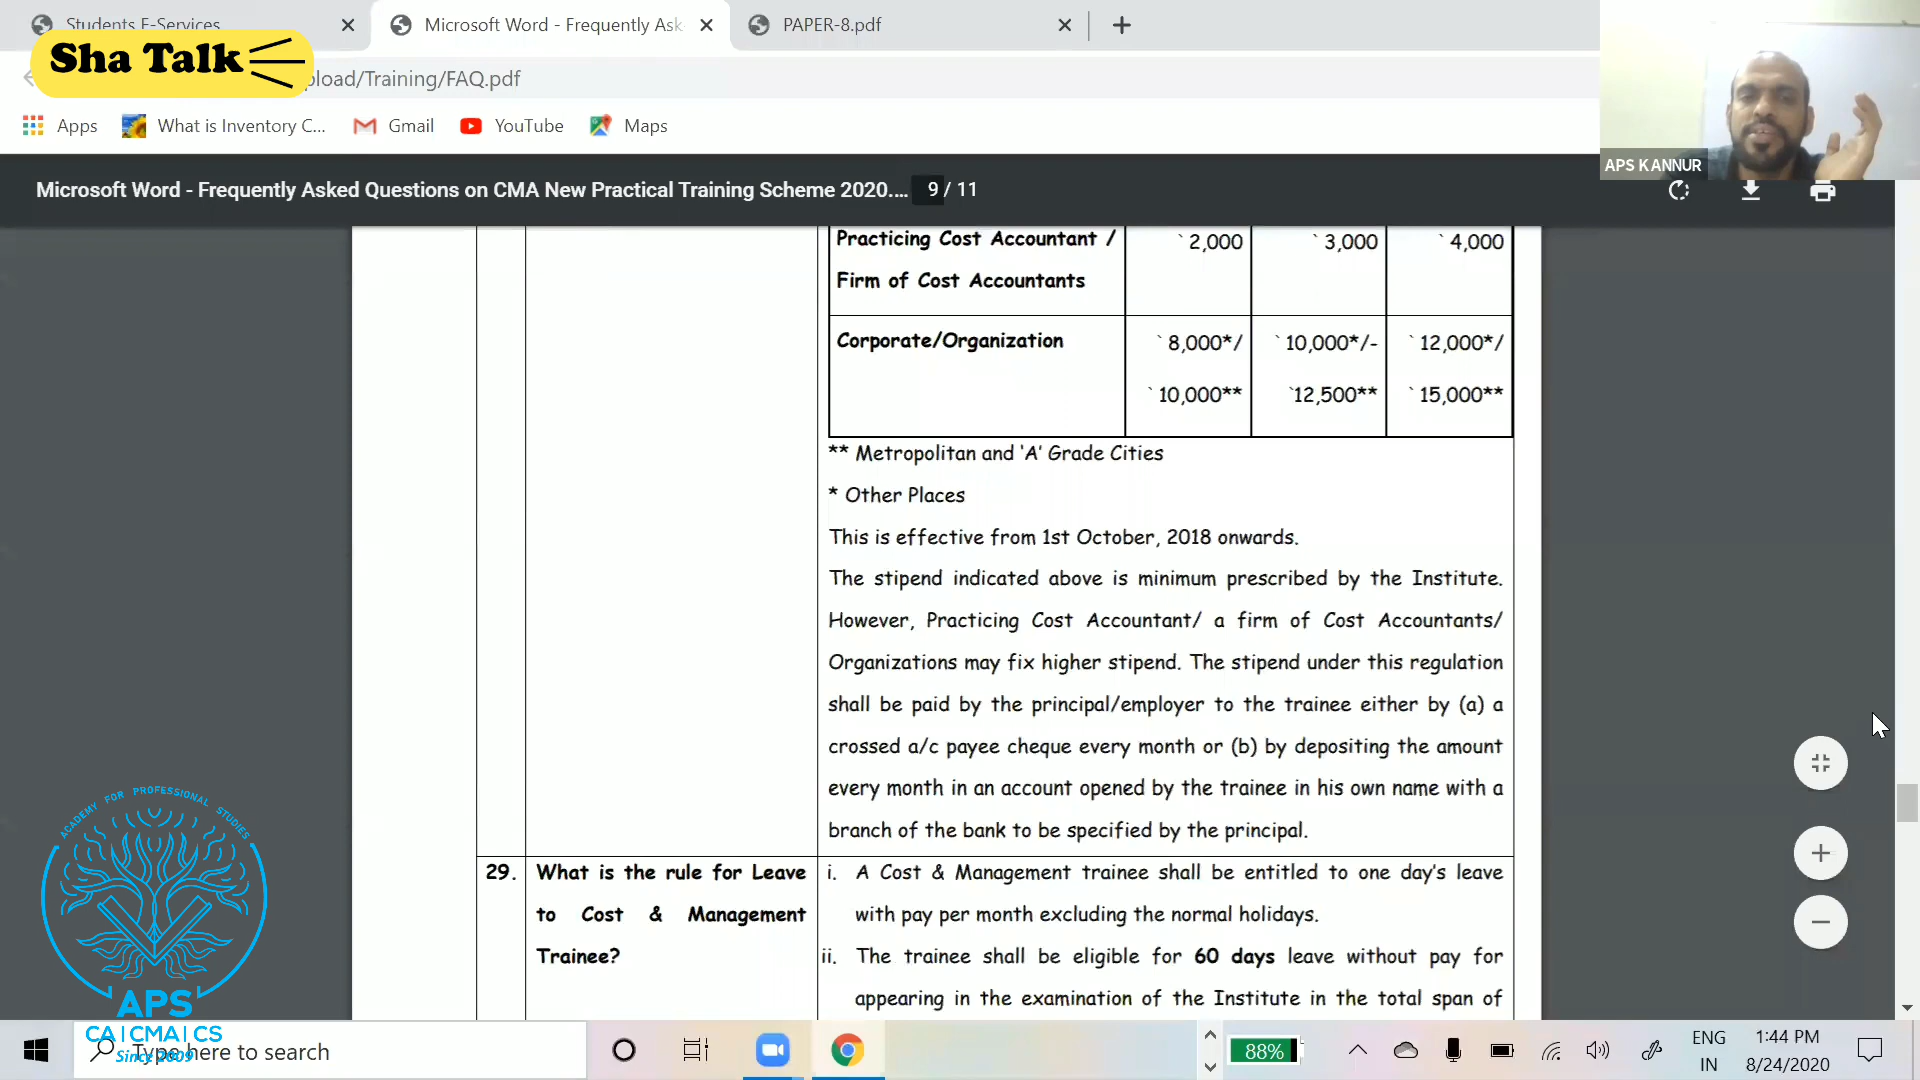 Students E-Services
Microsoft Word - Frequently Ask
PAPER-8.pdf
Sha Talk
pload/Training/FAQ.pdf
Apps
What is Inventory C...
Gmail
YouTube
Maps
APS KANNUR
Microsoft Word - Frequently Asked Questions on CMA New Practical Training Scheme 2020.... 9 / 11
Practicing Cost Accountant / ` 2,000 ` 3,000 ` 4,000
Firm of Cost Accountants
Corporate/Organization ` 8,000*/ ` 10,000*/- ` 12,000*/
` 10,000** `12,500** ` 15,000**
** Metropolitan and 'A' Grade Cities
* Other Places
This is effective from 1st October, 2018 onwards.
The stipend indicated above is minimum prescribed by the Institute.
However, Practicing Cost Accountant/ a firm of Cost Accountants/
Organizations may fix higher stipend. The stipend under this regulation
shall be paid by the principal/employer to the trainee either by (a) a
crossed a/c payee cheque every month or (b) by depositing the amount
every month in an account opened by the trainee in his own name with a
branch of the bank to be specified by the principal.
29. What is the rule for Leave i. A Cost & Management trainee shall be entitled to one day's leave
to Cost & Management with pay per month excluding the normal holidays.
Trainee? ii. The trainee shall be eligible for 60 days leave without pay for
appearing in the examination of the Institute in the total span of
ACADEMY FOR PROFESSIONAL STUDIES
APS
CA|CMA|CS
Since 2009
Type here to search
88%
ENG
IN
1:44 PM
8/24/2020